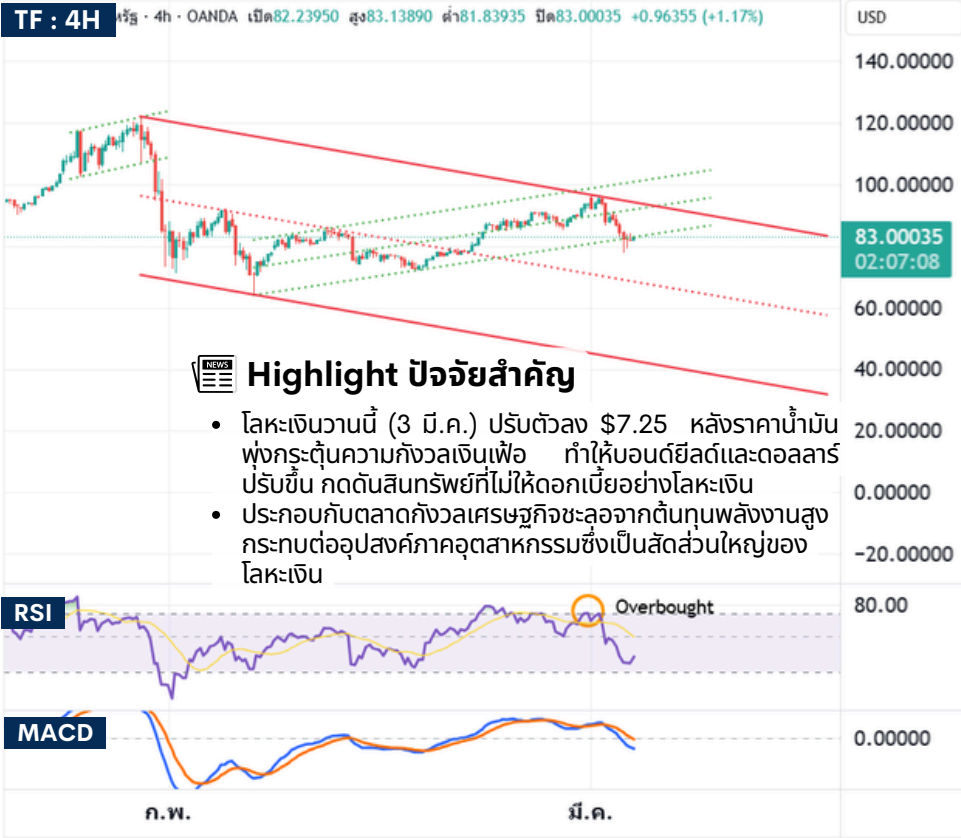 TF : 4H
หรัฐ · 4h · OANDA เปิด82.23950 สูง83.13890 ต่ำ81.83935 ปิด83.00035 +0.96355 (+1.17%)
USD
140.00000
120.00000
100.00000
83.00035
02:07:08
60.00000
40.00000
20.00000
0.00000
−20.00000
NEWS
Highlight ปัจจัยสำคัญ
• โลหะเงินวานนี้ (3 มี.ค.) ปรับตัวลง $7.25 หลังราคาน้ำมัน
พุ่งกระตุ้นความกังวลเงินเฟ้อ ทำให้บอนด์ยีลด์และดอลลาร์
ปรับขึ้น กดดันสินทรัพย์ที่ไม่ให้ดอกเบี้ยอย่างโลหะเงิน
• ประกอบกับตลาดกังวลเศรษฐกิจชะลอจากต้นทุนพลังงานสูง
กระทบต่ออุปสงค์ภาคอุตสาหกรรมซึ่งเป็นสัดส่วนใหญ่ของ
โลหะเงิน
RSI
Overbought
80.00
MACD
0.00000
ก.พ.
มี.ค.